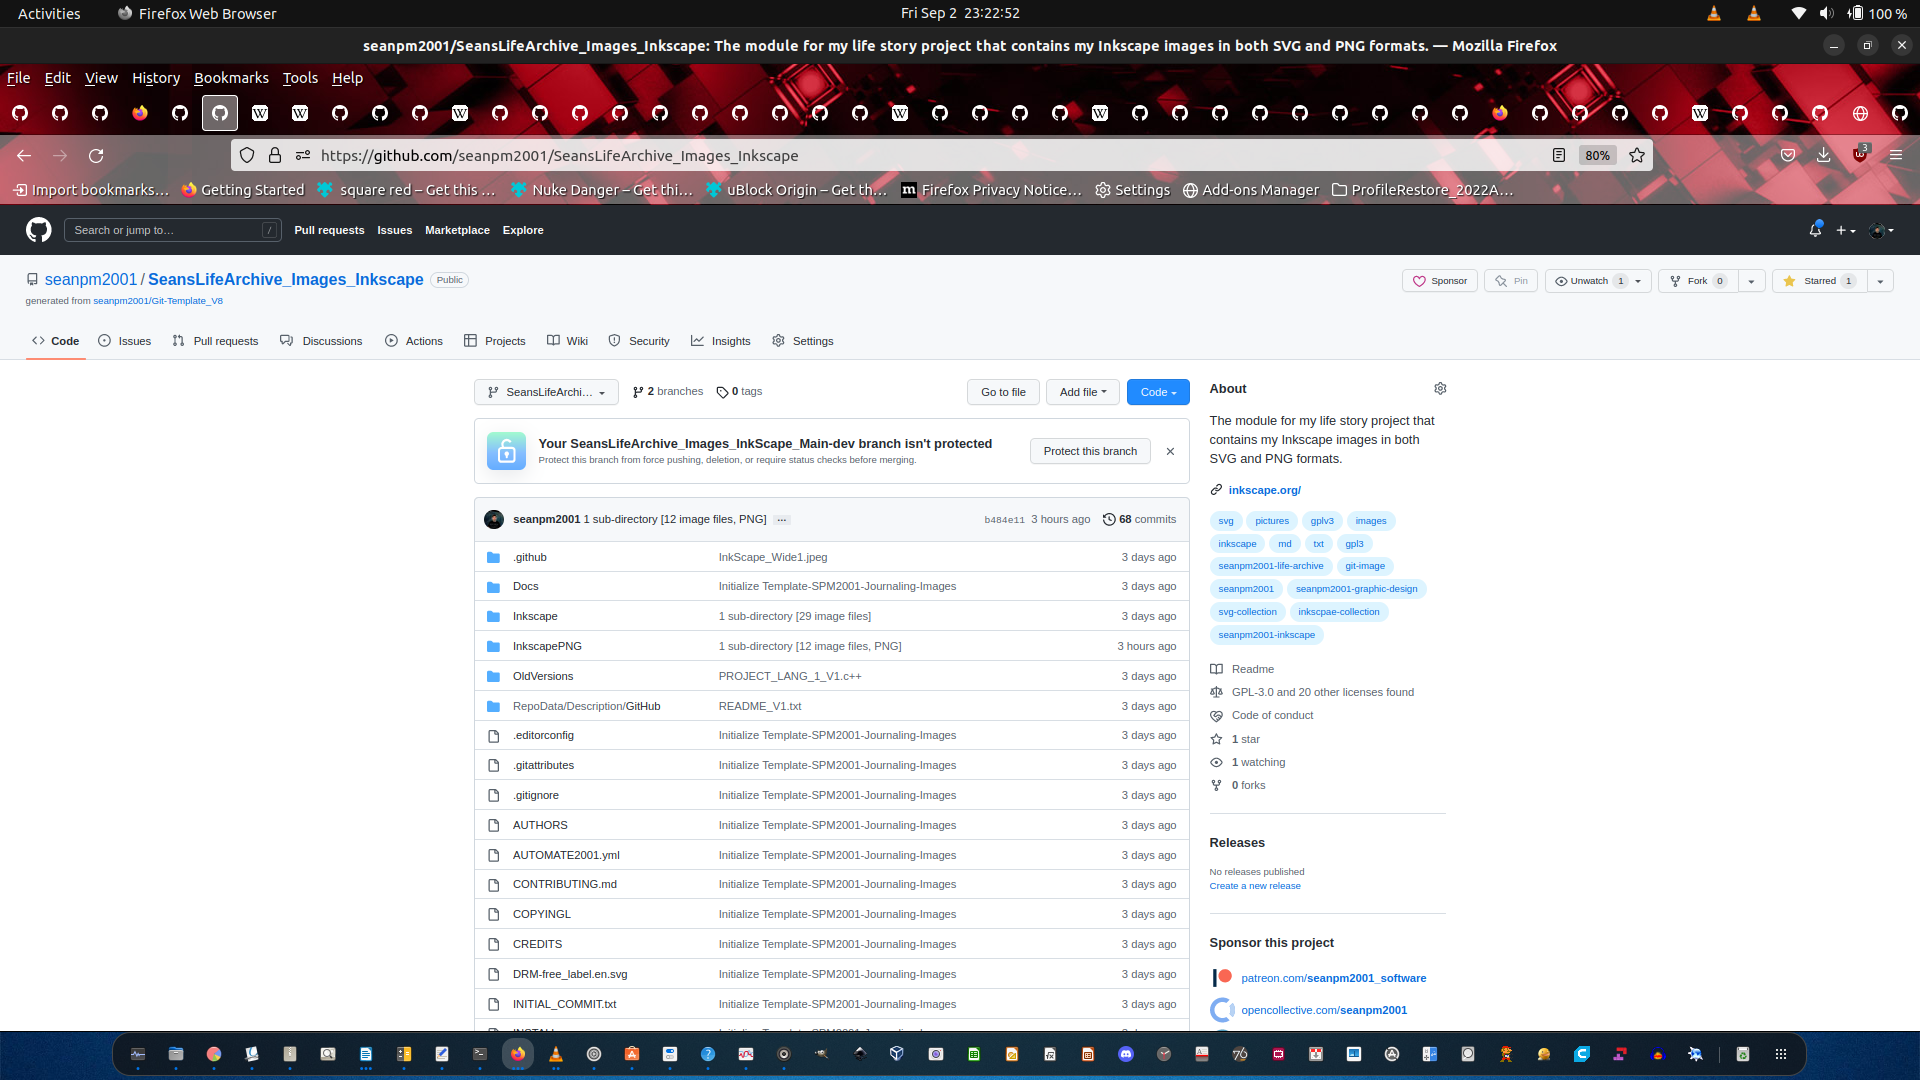 Activities
Firefox Web Browser
Fri Sep 2 23:22:52
100 %
seanpm2001/SeansLifeArchive_Images_Inkscape: The module for my life story project that contains my Inkscape images in both SVG and PNG formats. — Mozilla Firefox
File Edit View History Bookmarks Tools Help
https://github.com/seanpm2001/SeansLifeArchive_Images_Inkscape
80%
3
Import bookmarks…
Getting Started
square red – Get this …
Nuke Danger – Get thi…
uBlock Origin – Get th…
Firefox Privacy Notice…
Settings
Add-ons Manager
ProfileRestore_2022A…
Search or jump to…
/
Pull requests Issues Marketplace Explore
seanpm2001 / SeansLifeArchive_Images_Inkscape Public
generated from seanpm2001/Git-Template_V8
Sponsor
Pin
Unwatch 1
Fork 0
Starred 1
Code
Issues
Pull requests
Discussions
Actions
Projects
Wiki
Security
Insights
Settings
SeansLifeArchi…
2 branches
0 tags
Go to file
Add file
Code
Your SeansLifeArchive_Images_InkScape_Main-dev branch isn't protected
Protect this branch from force pushing, deletion, or require status checks before merging.
Protect this branch
seanpm2001 1 sub-directory [12 image files, PNG] …
b484e11 3 hours ago
68 commits
.github InkScape_Wide1.jpeg 3 days ago
Docs Initialize Template-SPM2001-Journaling-Images 3 days ago
Inkscape 1 sub-directory [29 image files] 3 days ago
InkscapePNG 1 sub-directory [12 image files, PNG] 3 hours ago
OldVersions PROJECT_LANG_1_V1.c++ 3 days ago
RepoData/Description/GitHub README_V1.txt 3 days ago
.editorconfig Initialize Template-SPM2001-Journaling-Images 3 days ago
.gitattributes Initialize Template-SPM2001-Journaling-Images 3 days ago
.gitignore Initialize Template-SPM2001-Journaling-Images 3 days ago
AUTHORS Initialize Template-SPM2001-Journaling-Images 3 days ago
AUTOMATE2001.yml Initialize Template-SPM2001-Journaling-Images 3 days ago
CONTRIBUTING.md Initialize Template-SPM2001-Journaling-Images 3 days ago
COPYINGL Initialize Template-SPM2001-Journaling-Images 3 days ago
CREDITS Initialize Template-SPM2001-Journaling-Images 3 days ago
DRM-free_label.en.svg Initialize Template-SPM2001-Journaling-Images 3 days ago
INITIAL_COMMIT.txt Initialize Template-SPM2001-Journaling-Images 3 days ago
About
The module for my life story project that
contains my Inkscape images in both
SVG and PNG formats.
inkscape.org/
svg pictures gplv3 images
inkscape md txt gpl3
seanpm2001-life-archive git-image
seanpm2001 seanpm2001-graphic-design
svg-collection inkscpae-collection
seanpm2001-inkscape
Readme
GPL-3.0 and 20 other licenses found
Code of conduct
1 star
1 watching
0 forks
Releases
No releases published
Create a new release
Sponsor this project
patreon.com/seanpm2001_software
opencollective.com/seanpm2001